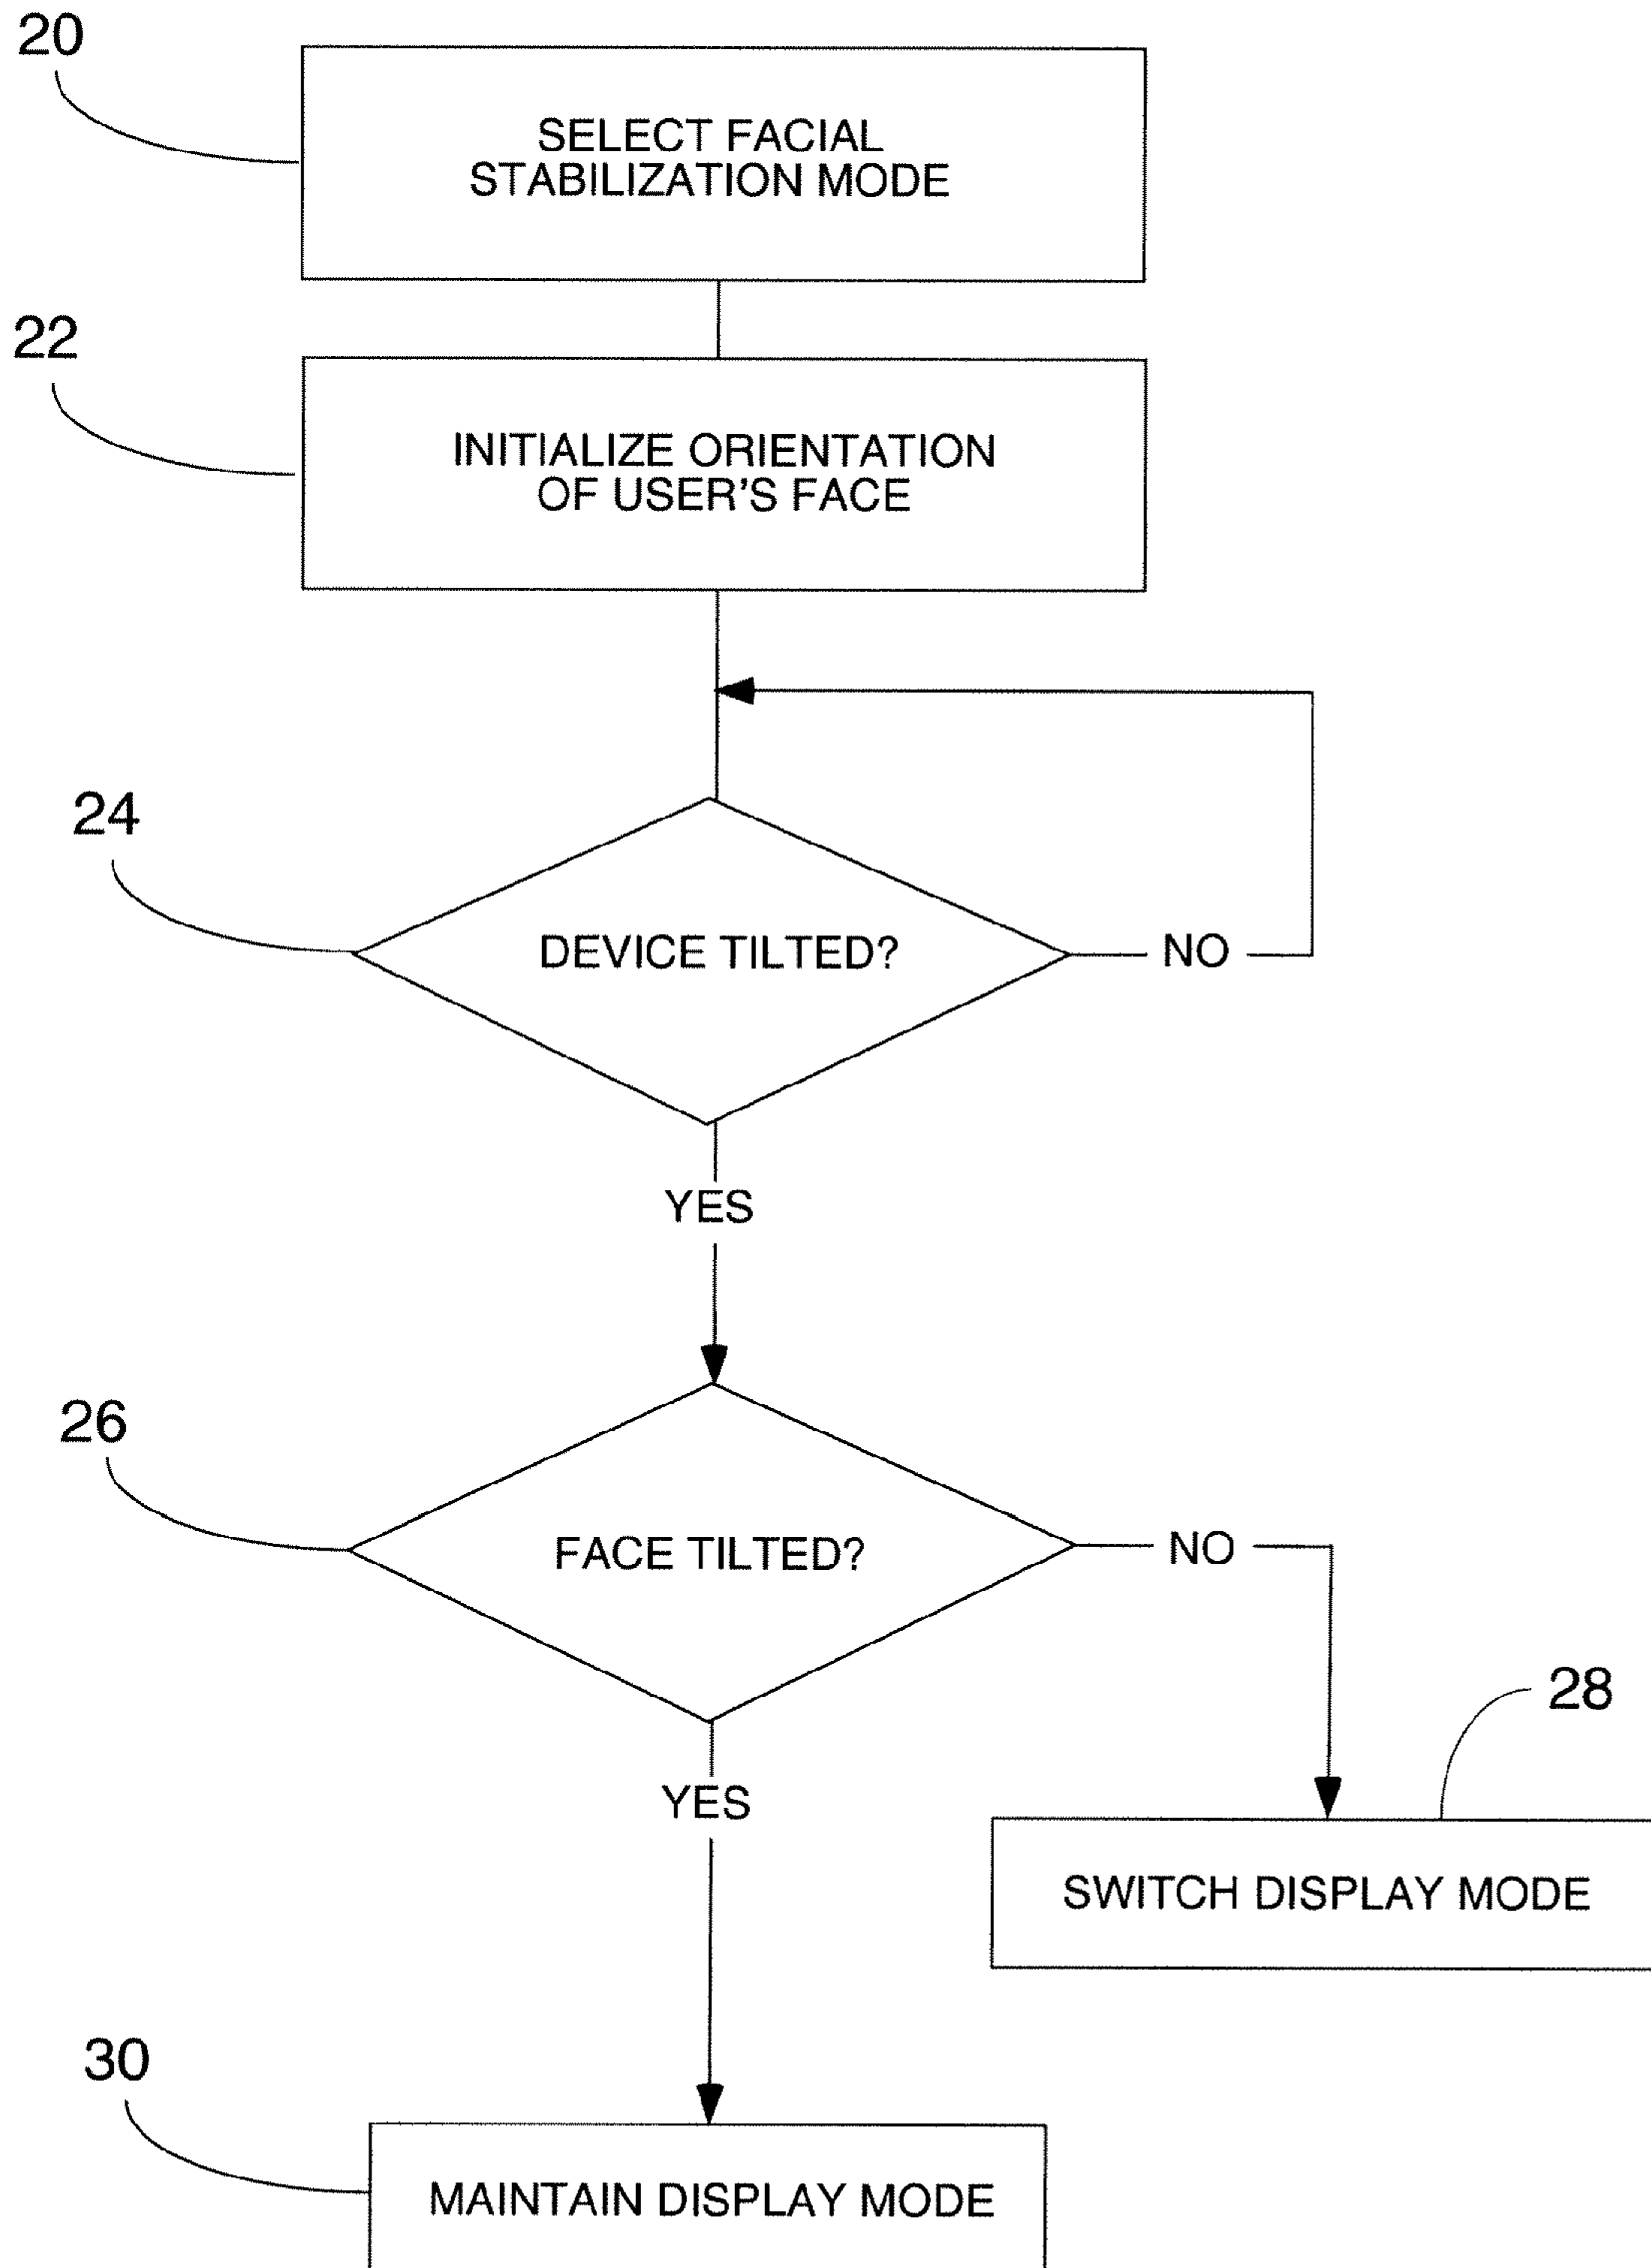 20
SELECT FACIAL
STABILIZATION MODE
22
INITIALIZE ORIENTATION
OF USER'S FACE
24
DEVICE TILTED?
NO
YES
26
FACE TILTED?
NO
28
YES
SWITCH DISPLAY MODE
30
MAINTAIN DISPLAY MODE